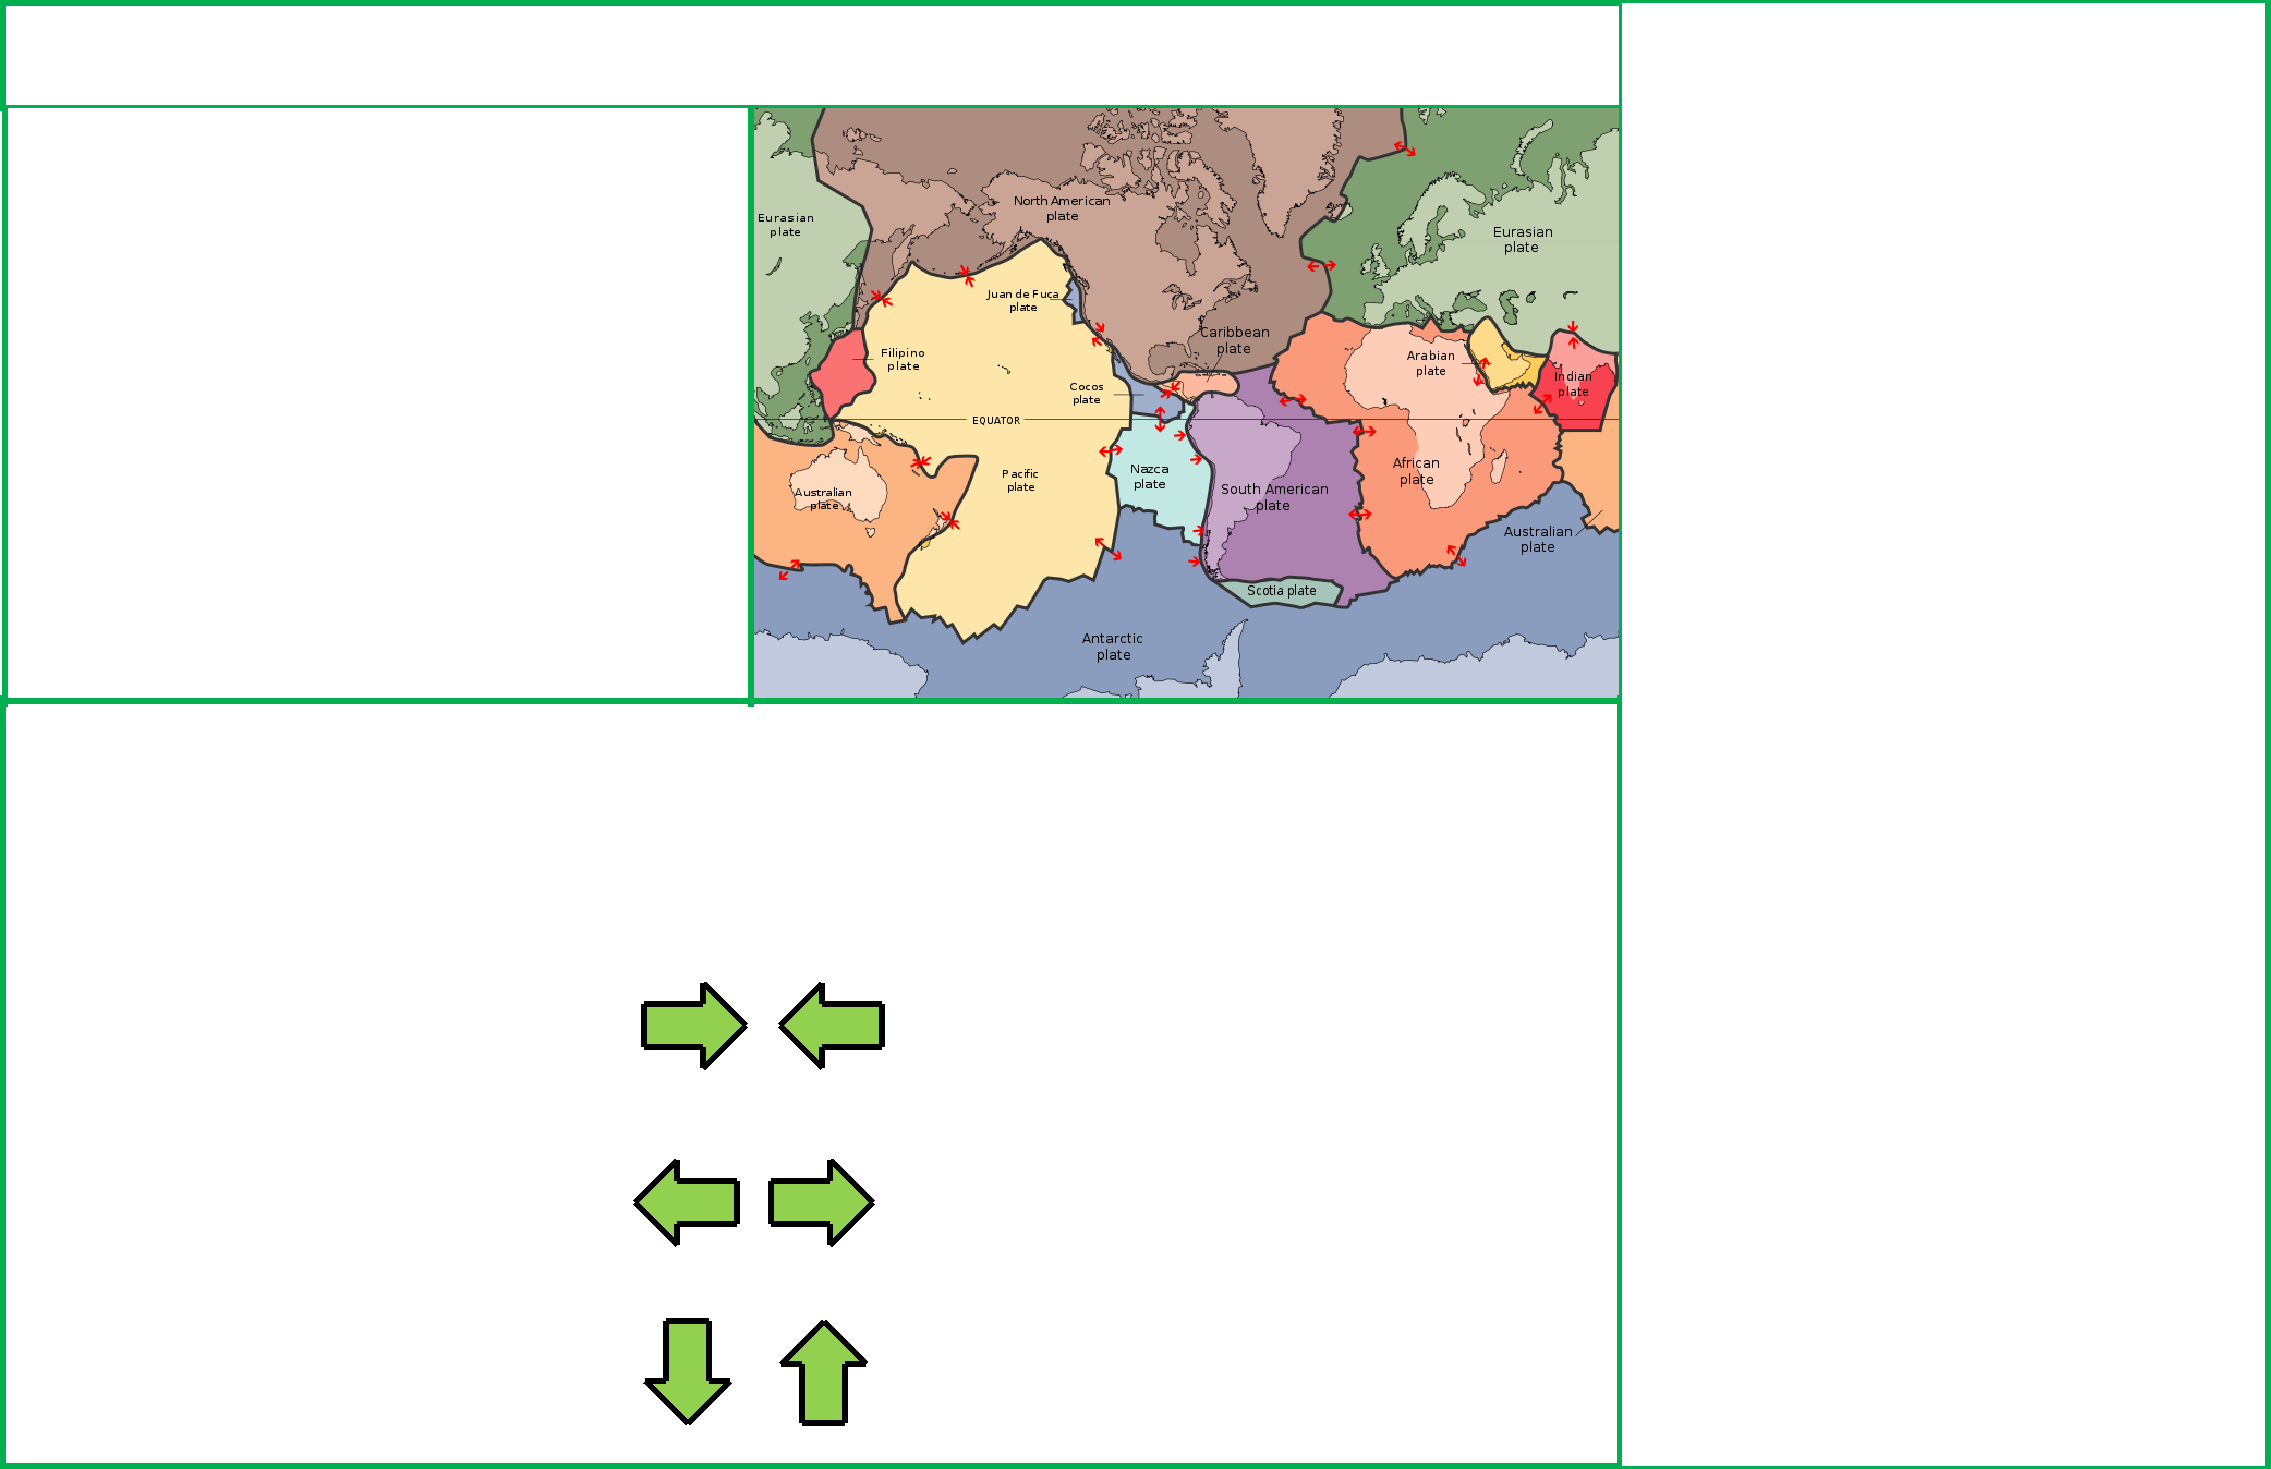 North American
plate
Eurasian
plate
Eurasian
plate
Juan de Fuca
plate
Caribbean
plate
Filipino
plate
Arabian
plate
Indian
plate
Cocos
plate
EQUATOR
Pacific
plate
Nazca
plate
African
plate
South American
plate
Australian
plate
Australian
plate
Scotia plate
Antarctic
plate